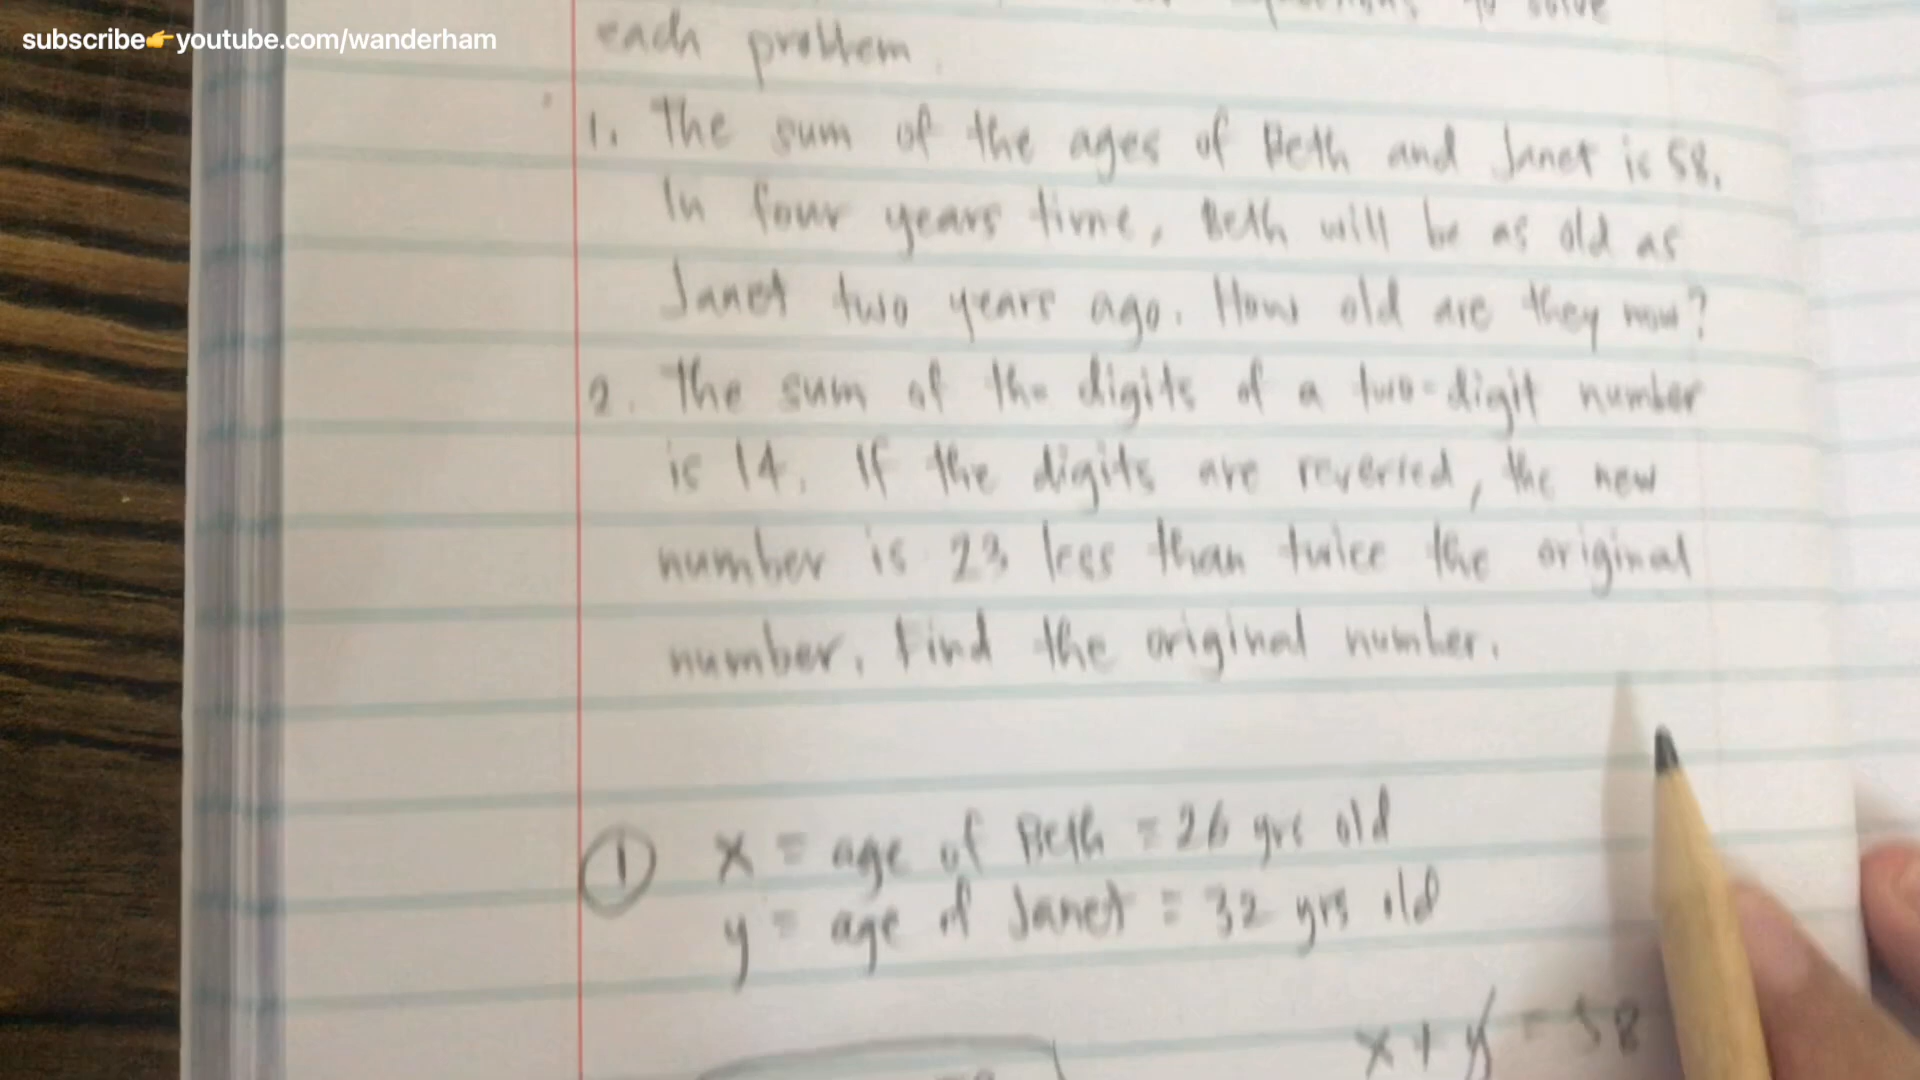 subscribe👉youtube.com/wanderham
to solve
each problem.
1. The sum of the ages of Beth and Janet is 58.
In four years time, Beth will be as old as
Janet two years ago. How old are they now?
2. The sum of the digits of a two-digit number
is 14. If the digits are reversed, the new
number is 23 less than twice the original
number. Find the original number.
1 x = age of Beth = 26 yrs old
y = age of Janet = 32 yrs old
x + y = 58